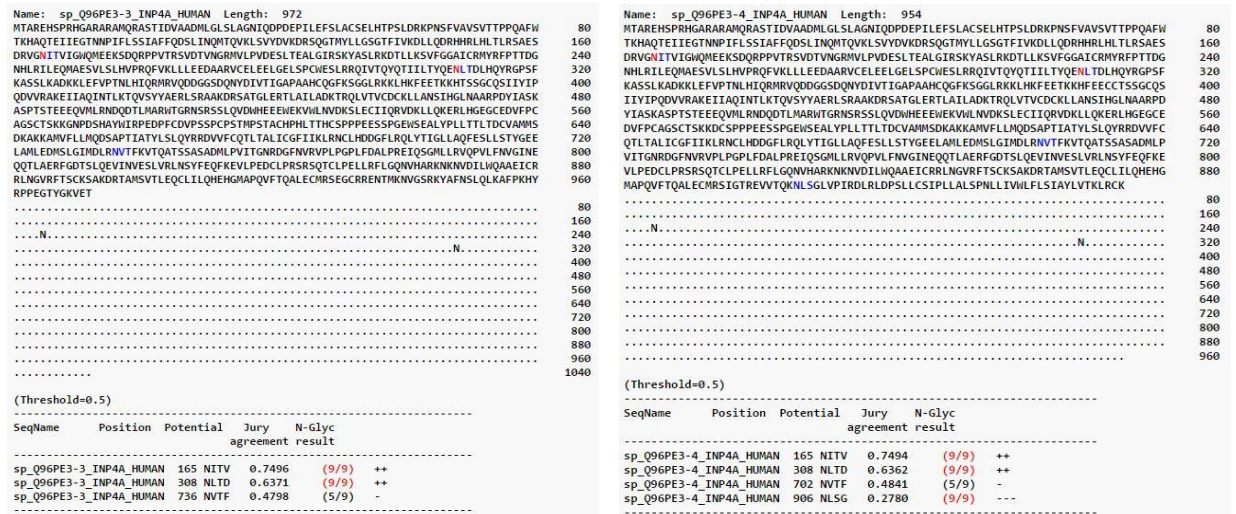 Name:  sp_Q96PE3-3_INP4A_HUMAN  Length:  972
MTAREHSPRHGARARAMQRASTIDVAADMLGLSLAGNIQDPDEPILEFSLACSELHTPSLDRKPNSFVAVSVTTPPQAFW 80
TKHAQTEIIEGTNNPIFLSSIAFFQDSLINQMTQVKLSVYDVKDRSQGTMYLLGSGTFIVKDLLQDRHHRLHLTLRSAES 160
DRVGNITVIGWQMEEKSDQRPPVTRSVDTVNGRMVLPVDESLTEALGIRSKYASLRKDTLLKSVFGGAICRMYRFPTTDG 240
NHLRILEQMAESVLSLHVPRQFVKLLLEEDAARVCELEELGELSPCWESLRRQIVTQYQTIILTYQENLTDLHQYRGPSF 320
KASSLKADKKLEFVPTNLHIQRMRVQDDGGSDQNYDIVTIGAPAAHCQGFKSGGLRKKLHKFEETKKHTSSGCQSIIYIP 400
QDVVRAKEIIAQINTLKTQVSYYAERLSRAAKDRSATGLERTLAILADKTRQLVTVCDCKLLANSIHGLNAARPDYIASK 480
ASPTSTEEEQVMLRNDQDTLMARWTGRNSRSSLQVDWHEEEWEKVWLNVDKSLECIIQRVDKLLQKERLHGEGCEDVFPC 560
AGSCTSKKGNPDSHAYWIRPEDPFCDVPSSPCPSTMPSTACHPHLTTHCSPPPEESSPGEWSEALYPLLTTLTDCVAMMS 640
DKAKKAMVFLLMQDSAPTIATYLSLQYRRDVVFCQTLTALICGFIIKLRNCLHDDGFLRQLYTIGLLAQFESLLSTYGEE 720
LAMLEDMSLGIMDLRNVTFKVTQATSSASADMLPVITGNRDGFNVRVPLPGPLFDALPREIQSGMLLRVQPVLFNVGINE 800
QQTLAERFGDTSLQEVINVESLVRLNSYFEQFKEVLPEDCLPRSRSQTCLPELLRFLGQNVHARKNKNVDILWQAAEICR 880
RLNGVRFTSCKSAKDRTAMSVTLEQCLILQHEHGMAPQVFTQALECMRSEGCRRENTMKNVGSRKYAFNSLQLKAFPKHY 960
RPPEGTYGKVET
................................................................................ 80
................................................................................ 160
....N........................................................................... 240
...................................................................N............ 320
................................................................................ 400
................................................................................ 480
................................................................................ 560
................................................................................ 640
................................................................................ 720
................................................................................ 800
................................................................................ 880
................................................................................ 960
............ 1040
(Threshold=0.5)
----------------------------------------------------------------------
SeqName Position Potential Jury N-Glyc
agreement result
----------------------------------------------------------------------
sp_Q96PE3-3_INP4A_HUMAN 165 NITV 0.7496 (9/9) ++
sp_Q96PE3-3_INP4A_HUMAN 308 NLTD 0.6371 (9/9) ++
sp_Q96PE3-3_INP4A_HUMAN 736 NVTF 0.4798 (5/9) -
----------------------------------------------------------------------
Name:  sp_Q96PE3-4_INP4A_HUMAN  Length:  954
MTAREHSPRHGARARAMQRASTIDVAADMLGLSLAGNIQDPDEPILEFSLACSELHTPSLDRKPNSFVAVSVTTPPQAFW 80
TKHAQTEIIEGTNNPIFLSSIAFFQDSLINQMTQVKLSVYDVKDRSQGTMYLLGSGTFIVKDLLQDRHHRLHLTLRSAES 160
DRVGNITVIGWQMEEKSDQRPPVTRSVDTVNGRMVLPVDESLTEALGIRSKYASLRKDTLLKSVFGGAICRMYRFPTTDG 240
NHLRILEQMAESVLSLHVPRQFVKLLLEEDAARVCELEELGELSPCWESLRRQIVTQYQTIILTYQENLTDLHQYRGPSF 320
KASSLKADKKLEFVPTNLHIQRMRVQDDGGSDQNYDIVTIGAPAAHCQGFKSGGLRKKLHKFEETKKHFEECCTSSGCQS 400
IIYIPQDVVRAKEIIAQINTLKTQVSYYAERLSRAAKDRSATGLERTLAILADKTRQLVTVCDCKLLANSIHGLNAARPD 480
YIASKASPTSTEEEQVMLRNDQDTLMARWTGRNSRSSLQVDWHEEEWEKVWLNVDKSLECIIQRVDKLLQKERLHGEGCE 560
DVFPCAGSCTSKKDCSPPPEESSPGEWSEALYPLLTTLTDCVAMMSDKAKKAMVFLLMQDSAPTIATYLSLQYRRDVVFC 640
QTLTALICGFIIKLRNCLHDDGFLRQLYTIGLLAQFESLLSTYGEELAMLEDMSLGIMDLRNVTFKVTQATSSASADMLP 720
VITGNRDGFNVRVPLPGPLFDALPREIQSGMLLRVQPVLFNVGINEQQTLAERFGDTSLQEVINVESLVRLNSYFEQFKE 800
VLPEDCLPRSRSQTCLPELLRFLGQNVHARKNKNVDILWQAAEICRRLNGVRFTSCKSAKDRTAMSVTLEQCLILQHEHG 880
MAPQVFTQALECMRSIGTREVVTQKNLSGLVPIRDLRLDPSLLCSIPLLALSPNLLIVWLFLSIAYLVTKLRCK
................................................................................ 80
................................................................................ 160
....N........................................................................... 240
...................................................................N............ 320
................................................................................ 400
................................................................................ 480
................................................................................ 560
................................................................................ 640
................................................................................ 720
................................................................................ 800
................................................................................ 880
.......................................................................... 960
(Threshold=0.5)
----------------------------------------------------------------------
SeqName Position Potential Jury N-Glyc
agreement result
----------------------------------------------------------------------
sp_Q96PE3-4_INP4A_HUMAN 165 NITV 0.7494 (9/9) ++
sp_Q96PE3-4_INP4A_HUMAN 308 NLTD 0.6362 (9/9) ++
sp_Q96PE3-4_INP4A_HUMAN 702 NVTF 0.4841 (5/9) -
sp_Q96PE3-4_INP4A_HUMAN 906 NLSG 0.2780 (9/9) ---
----------------------------------------------------------------------